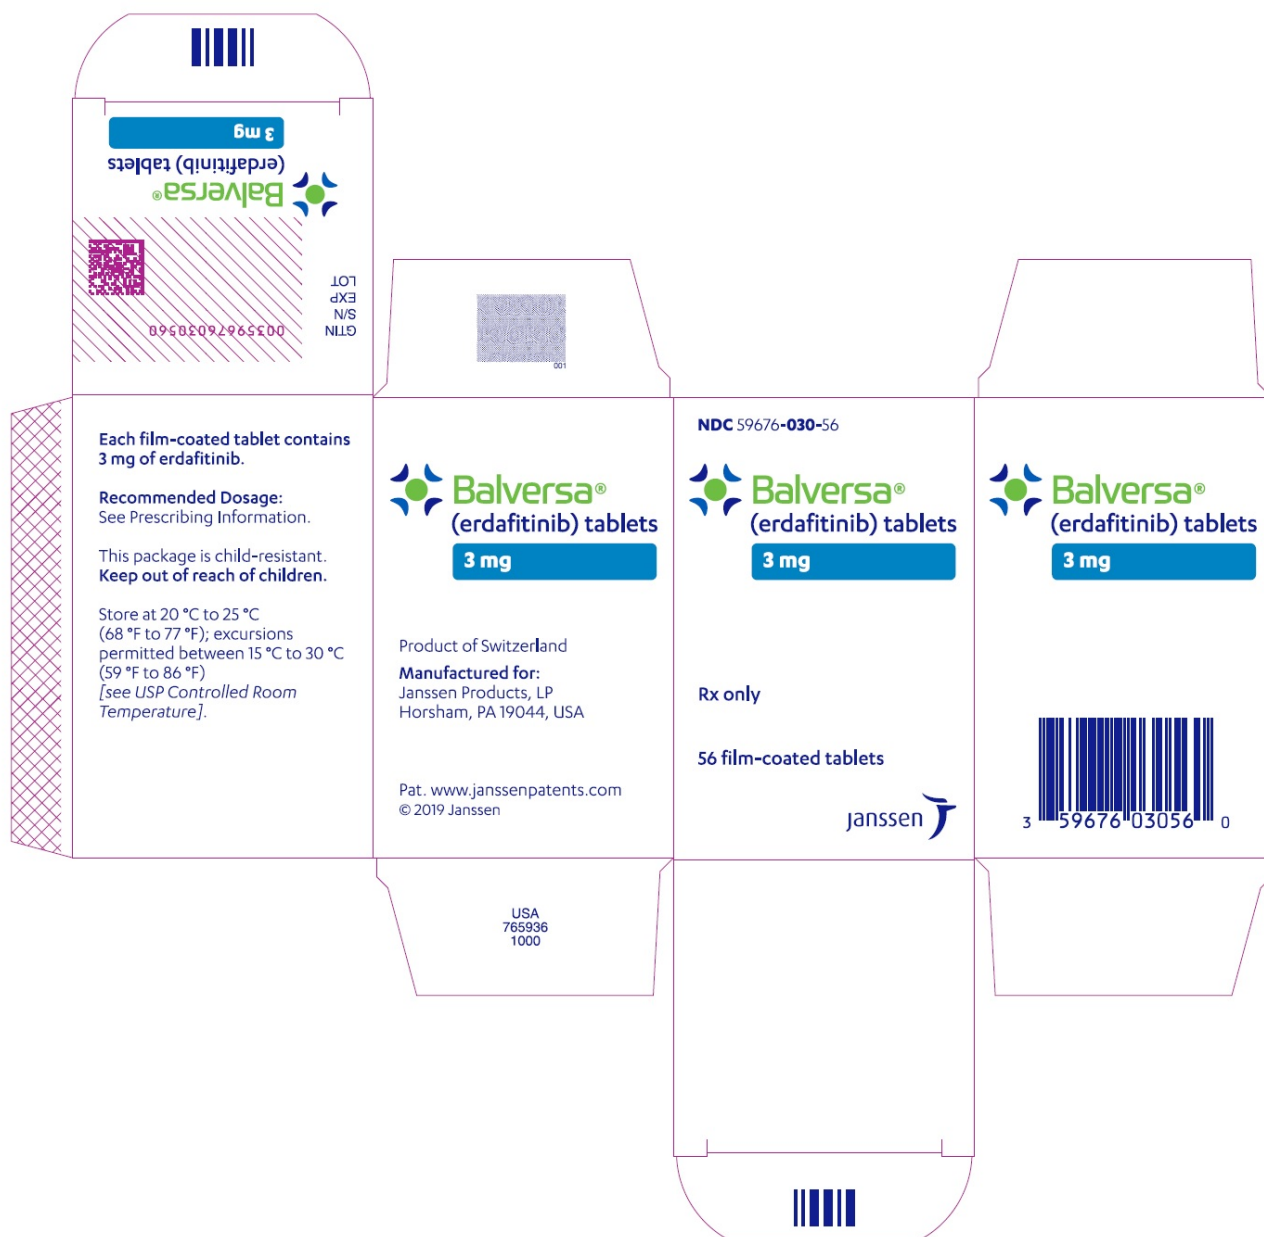 3 mg
(erdafitinib) tablets
Balversa®
LOT
EXP
S/N
GTIN
00359676030560
001
Each film-coated tablet contains
3 mg of erdafitinib.
Recommended Dosage:
See Prescribing Information.
This package is child-resistant.
Keep out of reach of children.
Store at 20 °C to 25 °C
(68 °F to 77 °F); excursions
permitted between 15 °C to 30 °C
(59 °F to 86 °F)
[see USP Controlled Room
Temperature].
Balversa®
(erdafitinib) tablets
3 mg
Product of Switzerland
Manufactured for:
Janssen Products, LP
Horsham, PA 19044, USA
Pat. www.janssenpatents.com
© 2019 Janssen
USA
765936
1000
NDC 59676-030-56
Balversa®
(erdafitinib) tablets
3 mg
Rx only
56 film-coated tablets
janssen
Balversa®
(erdafitinib) tablets
3 mg
3 59676 03056 0